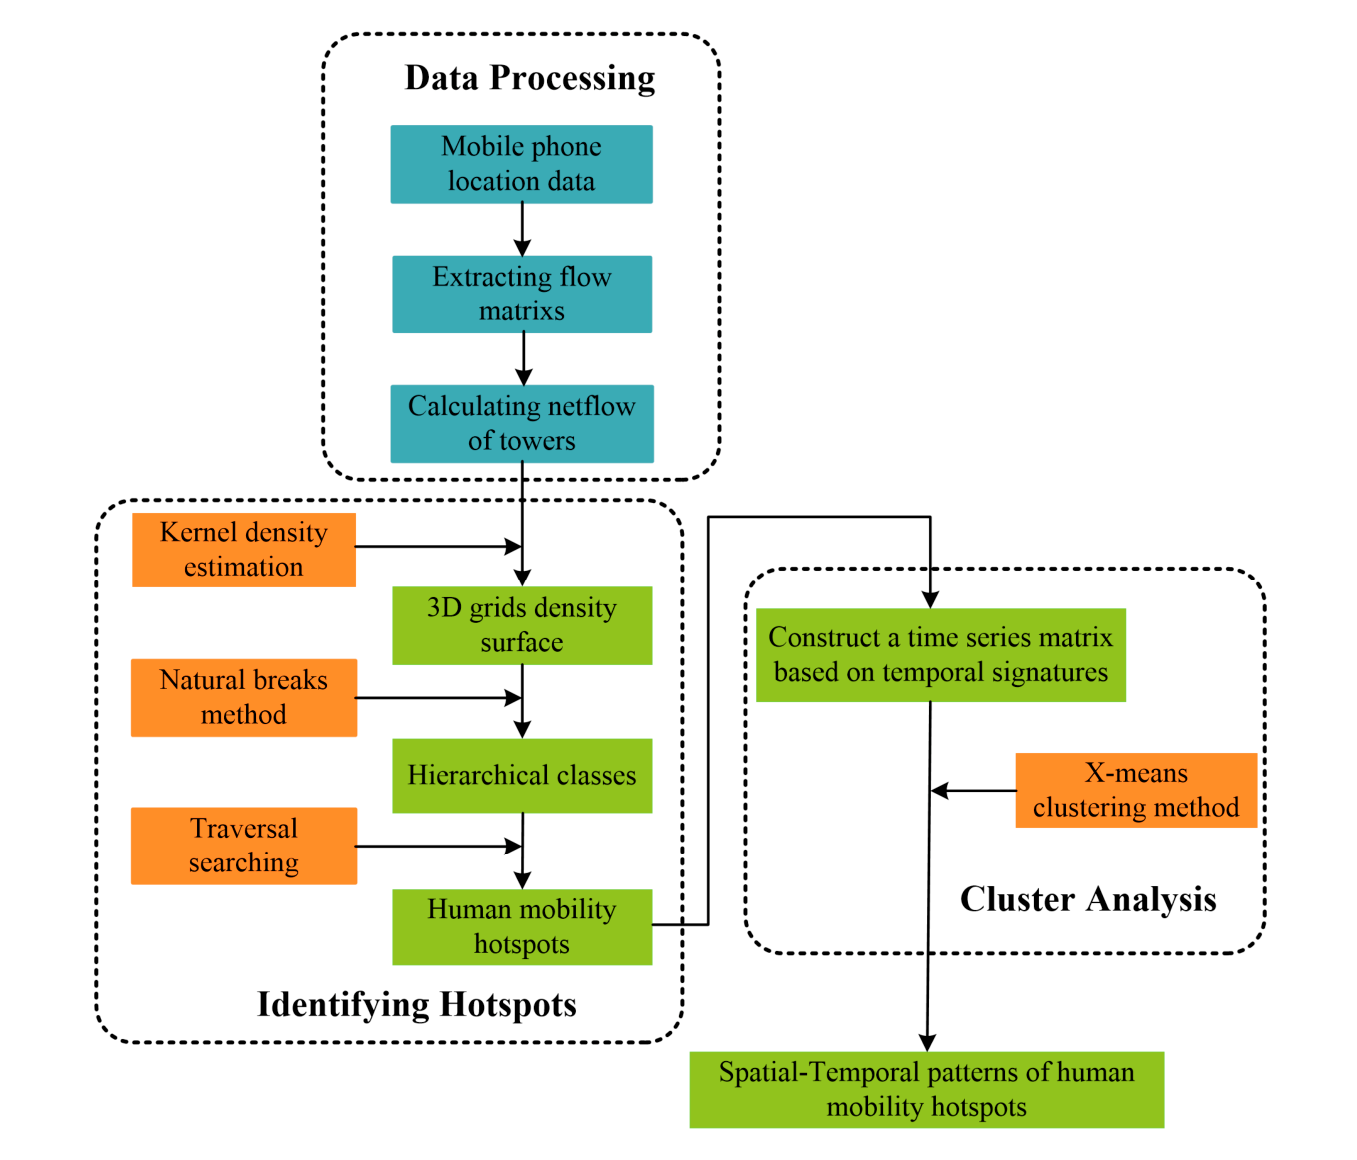 Data Processing
Mobile phone
location data
Extracting flow
matrixs
Calculating netflow
of towers
Kernel density
estimation
3D grids density
surface
Natural breaks
method
Hierarchical classes
Traversal
searching
Human mobility
hotspots
Identifying Hotspots
Construct a time series matrix
based on temporal signatures
X-means
clustering method
Cluster Analysis
Spatial-Temporal patterns of human
mobility hotspots